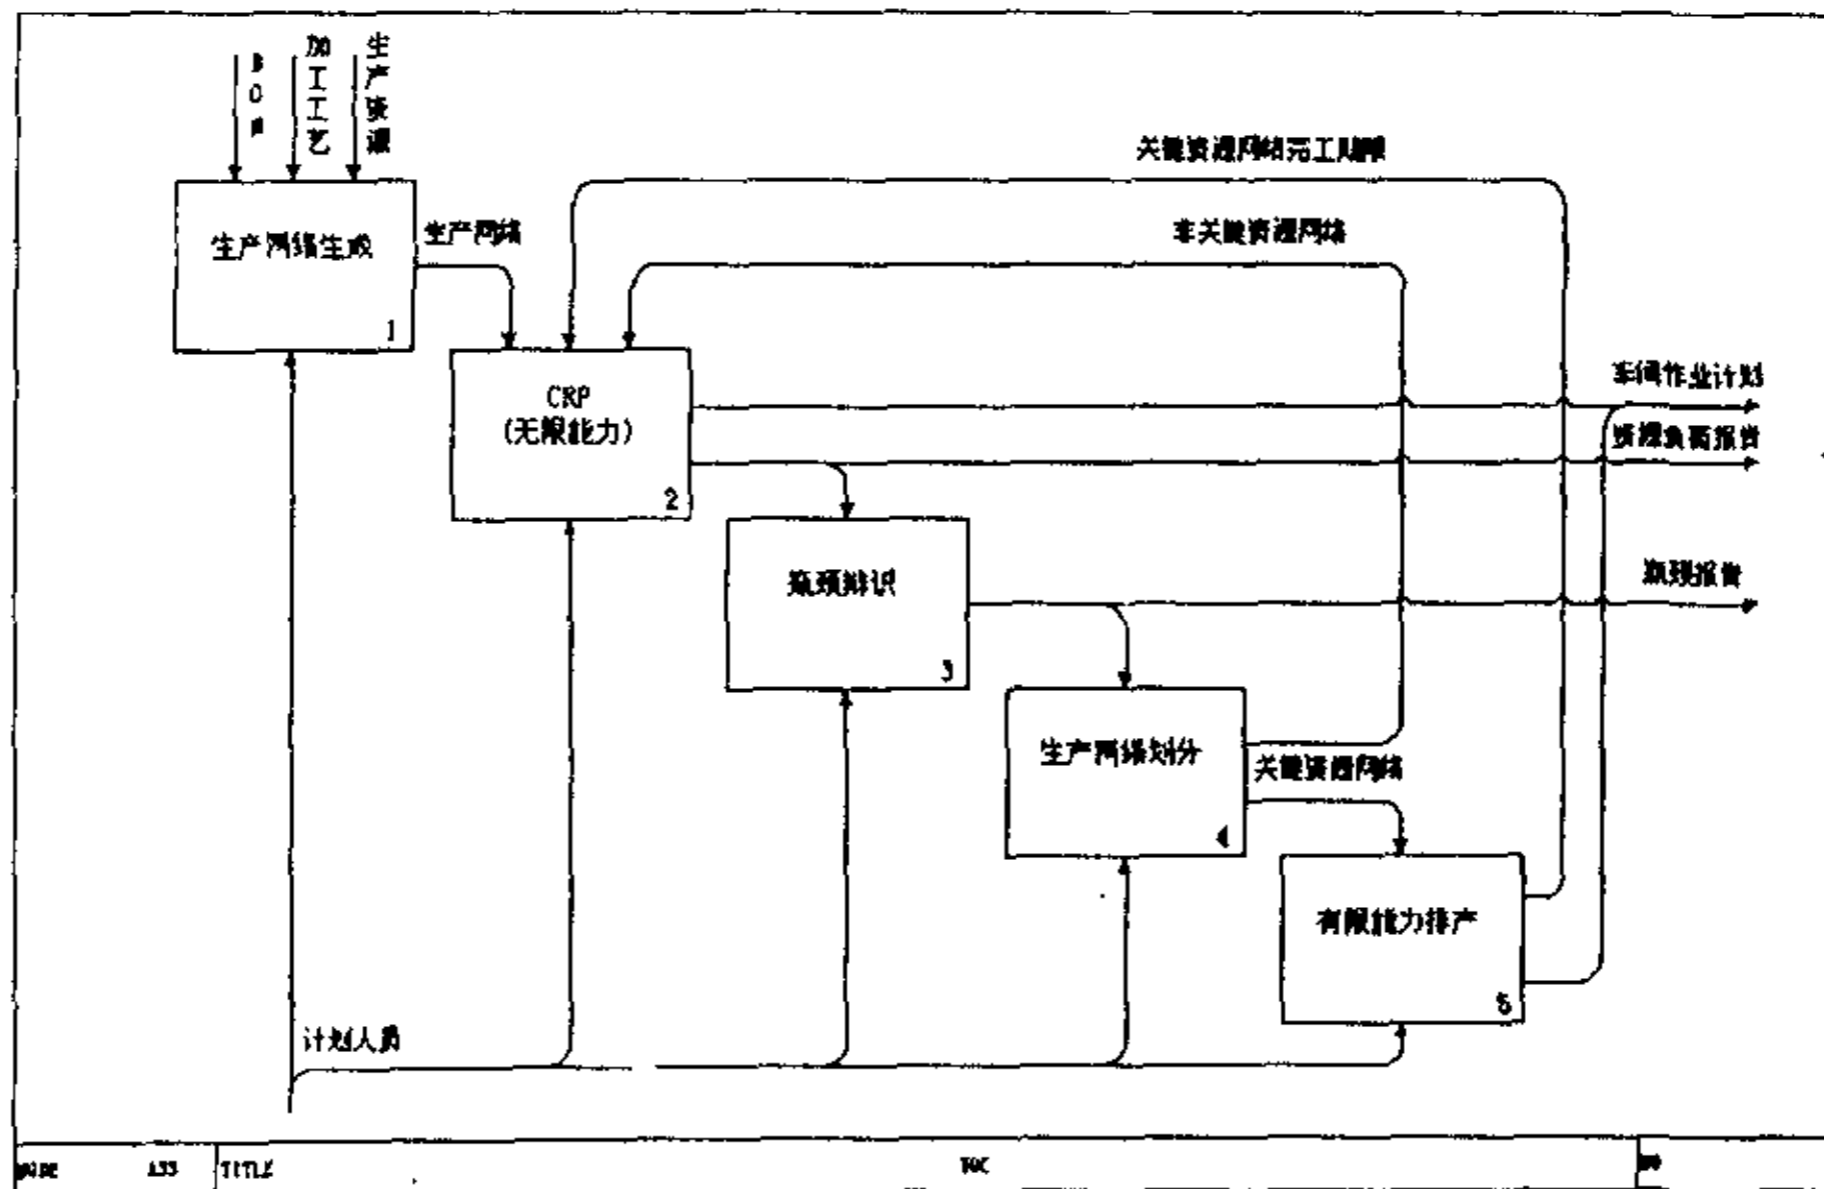 BOM
加工工艺
生产资源
关键资源网络完工期限
生产网络
非关键资源网络
生产网络生成
1
CRP
(无限能力)
2
车间作业计划
资源负荷报告
瓶颈辨识
3
瓶颈报告
生产网络划分
4
关键资源网络
有限能力排产
5
计划人员
TITLE